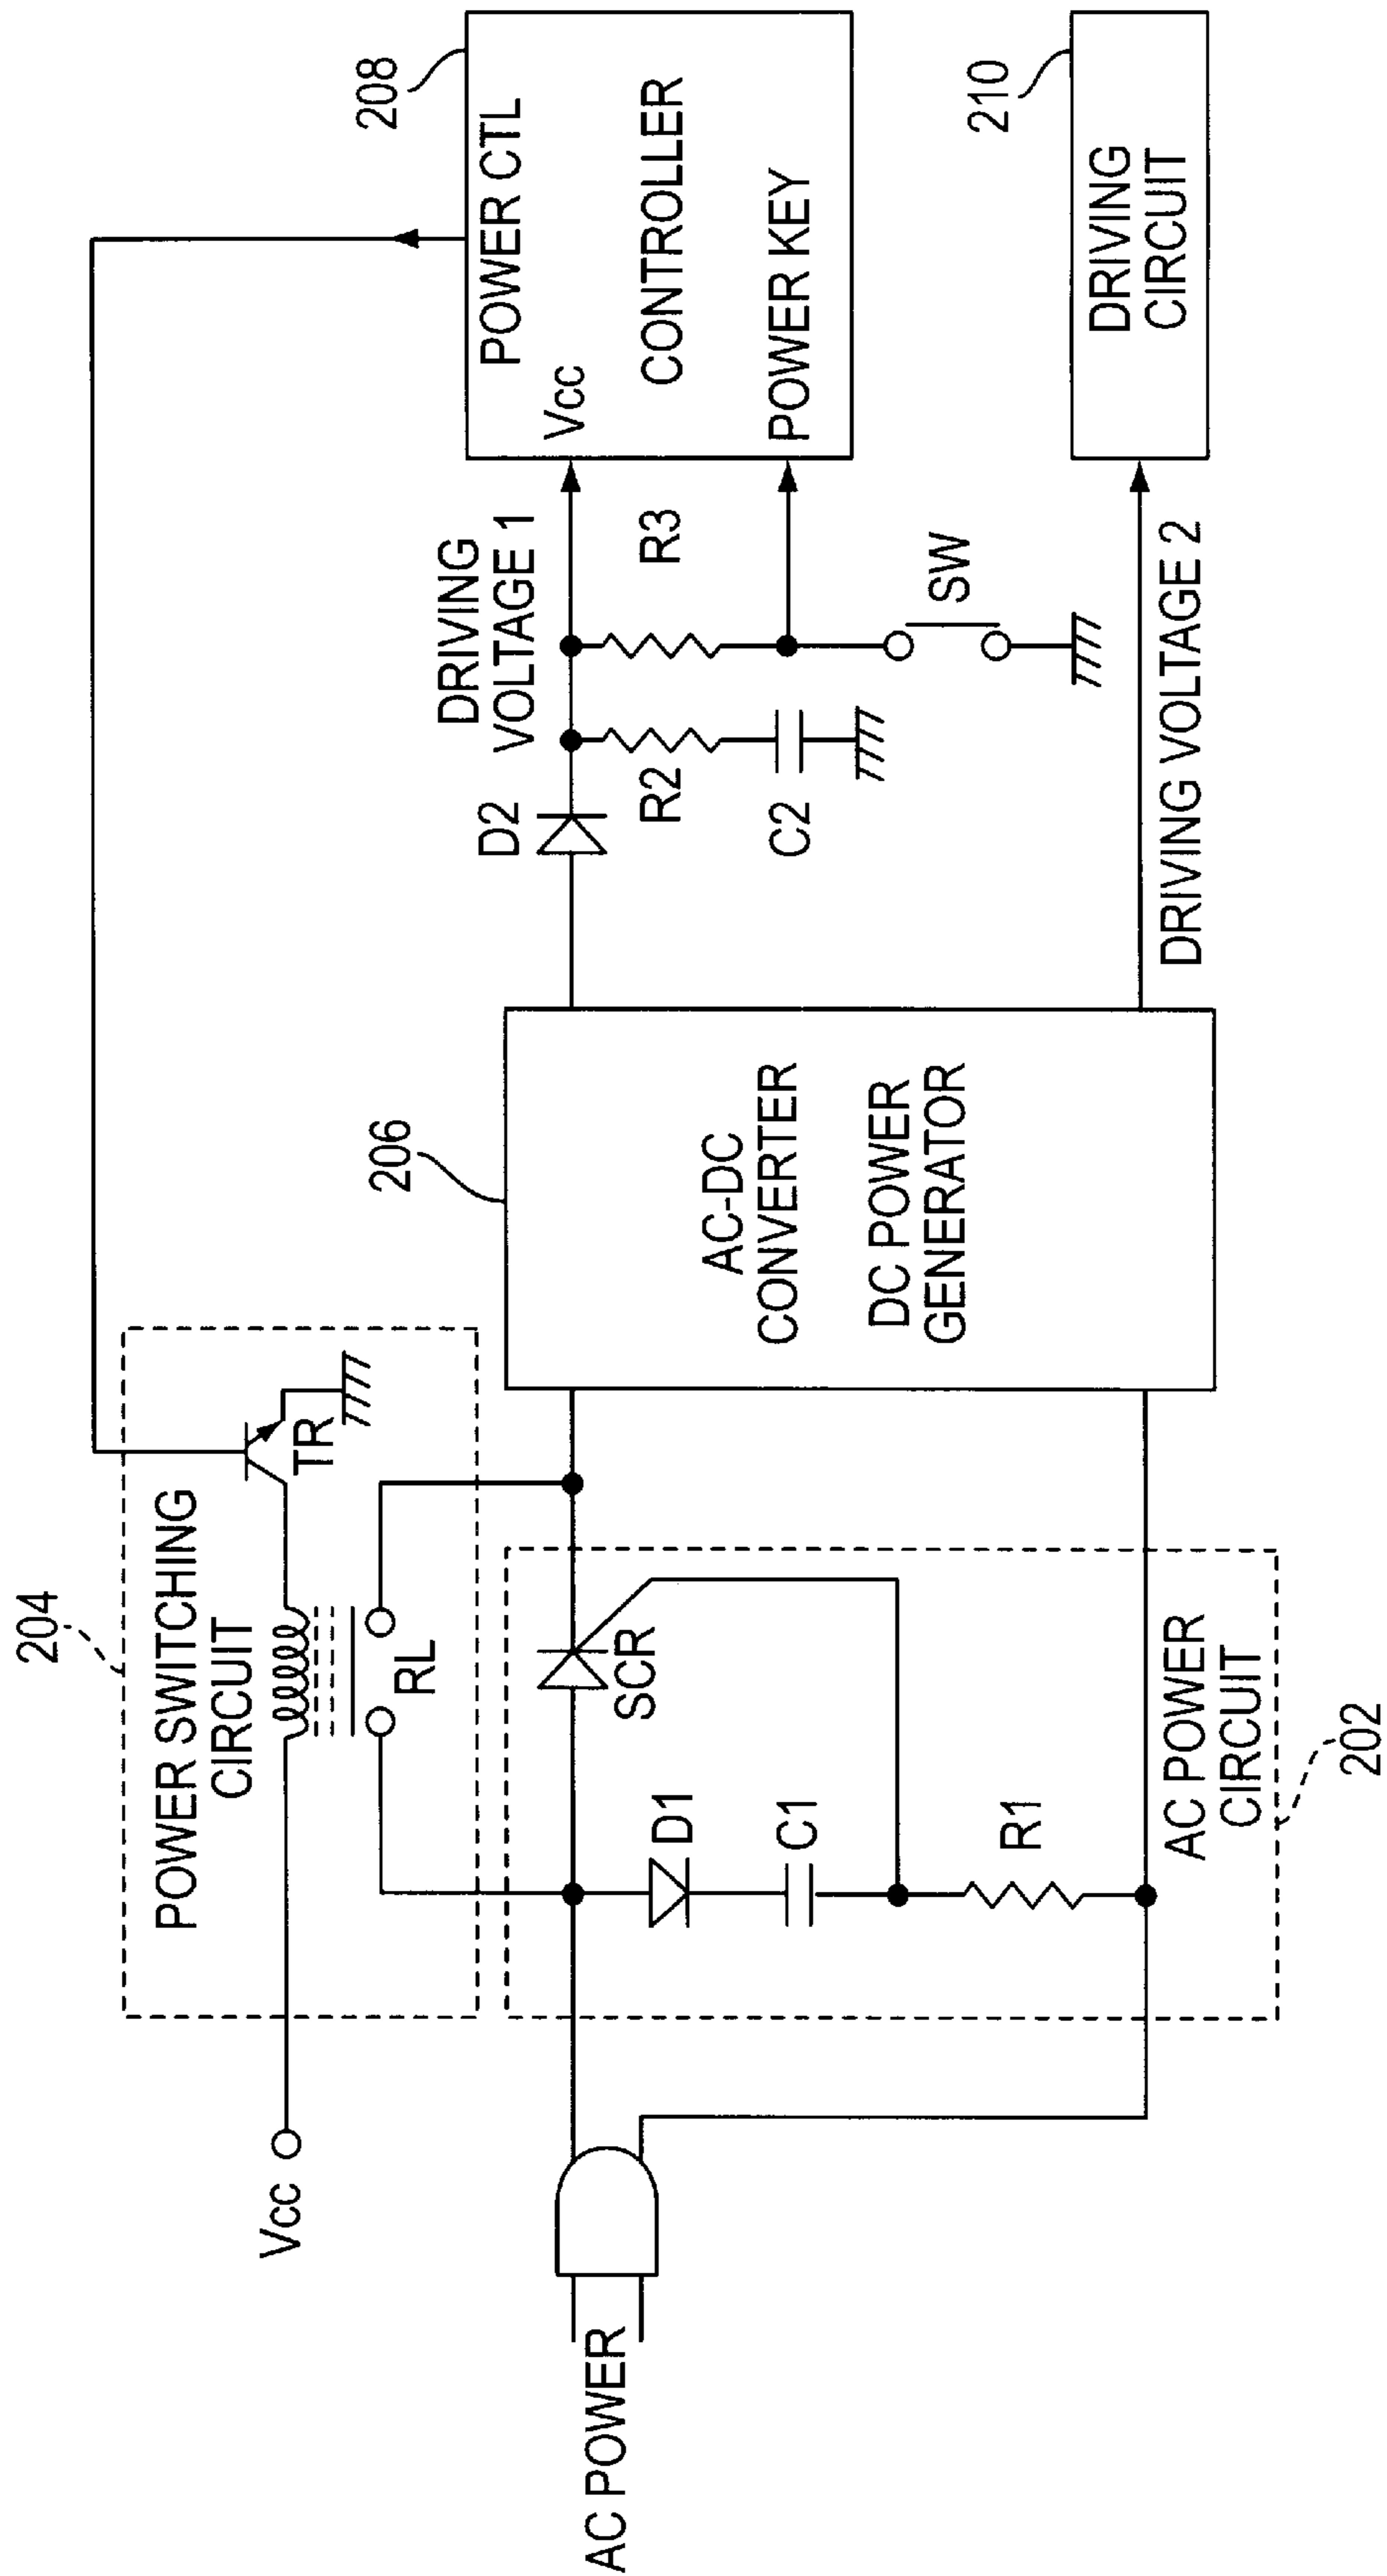 204
POWER SWITCHING
CIRCUIT
TR
RL
Vcc
AC POWER
SCR
D1
C1
R1
AC POWER
CIRCUIT
202
206
AC-DC
CONVERTER
DC POWER
GENERATOR
D2
DRIVING
VOLTAGE 1
R2
C2
R3
SW
DRIVING VOLTAGE 2
208
POWER CTL
Vcc
CONTROLLER
POWER KEY
210
DRIVING
CIRCUIT